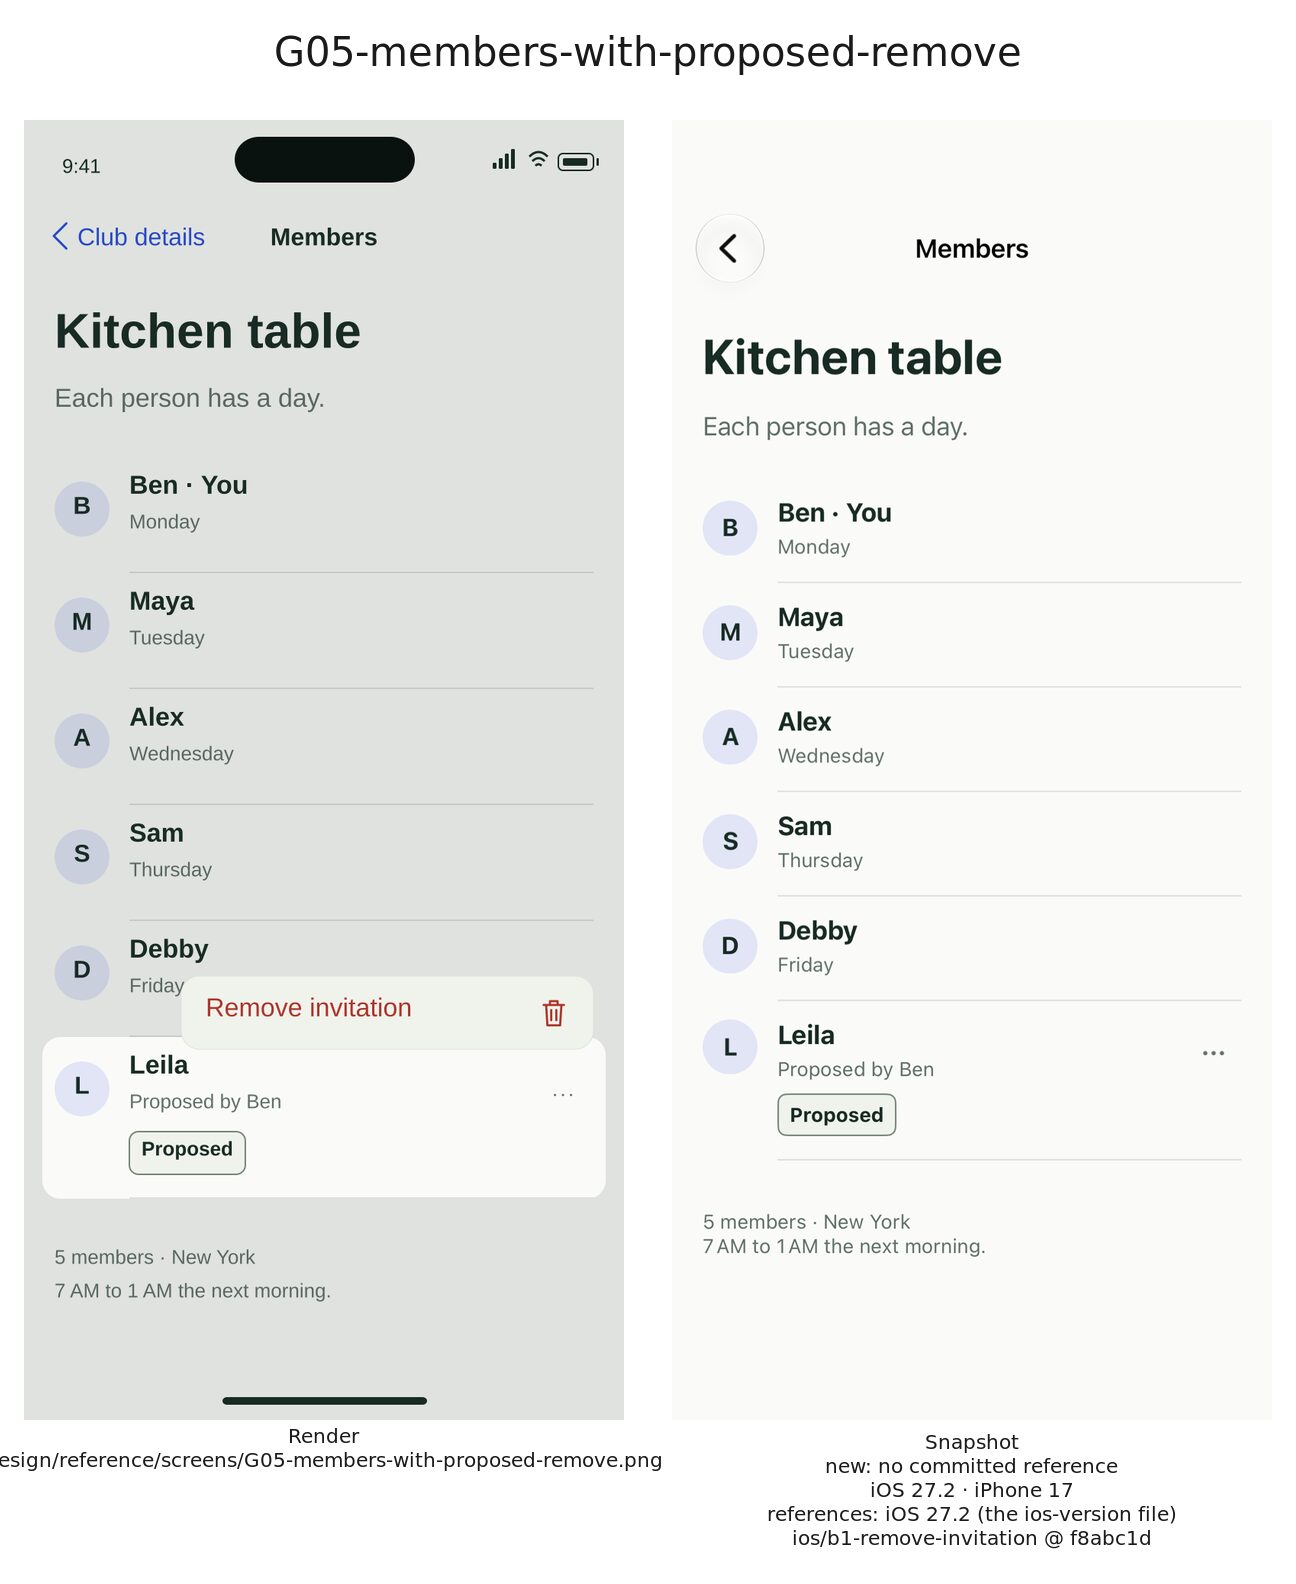 G05-members-with-proposed-remove
9:41
Club details
Members
Kitchen table
Each person has a day.
B
Ben · You
Monday
M
Maya
Tuesday
A
Alex
Wednesday
S
Sam
Thursday
D
Debby
Friday
Remove invitation
L
Leila
Proposed by Ben
...
Proposed
5 members · New York
7 AM to 1 AM the next morning.
Render
esign/reference/screens/G05-members-with-proposed-remove.png
Members
Kitchen table
Each person has a day.
B
Ben · You
Monday
M
Maya
Tuesday
A
Alex
Wednesday
S
Sam
Thursday
D
Debby
Friday
L
Leila
Proposed by Ben
...
Proposed
5 members · New York
7 AM to 1 AM the next morning.
Snapshot
new: no committed reference
iOS 27.2 · iPhone 17
references: iOS 27.2 (the ios-version file)
ios/b1-remove-invitation @ f8abc1d